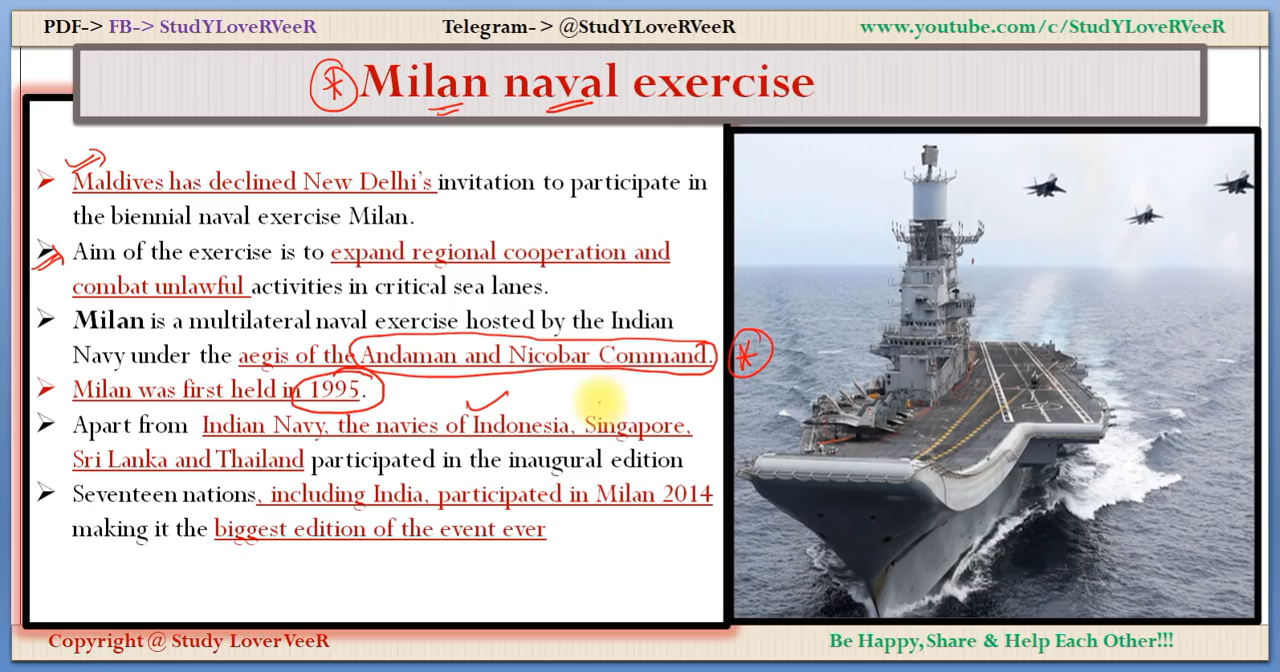 PDF-> FB-> StudYLoveRVeeR Telegram- > @StudYLoveRVeeR www.youtube.com/c/StudYLoveRVeeR
Milan naval exercise
Maldives has declined New Delhi's invitation to participate in
the biennial naval exercise Milan.
Aim of the exercise is to expand regional cooperation and
combat unlawful activities in critical sea lanes.
Milan is a multilateral naval exercise hosted by the Indian
Navy under the aegis of the Andaman and Nicobar Command.
Milan was first held in 1995.
Apart from Indian Navy, the navies of Indonesia, Singapore,
Sri Lanka and Thailand participated in the inaugural edition
Seventeen nations, including India, participated in Milan 2014
making it the biggest edition of the event ever
Copyright @ Study LoverVeeR Be Happy, Share & Help Each Other!!!